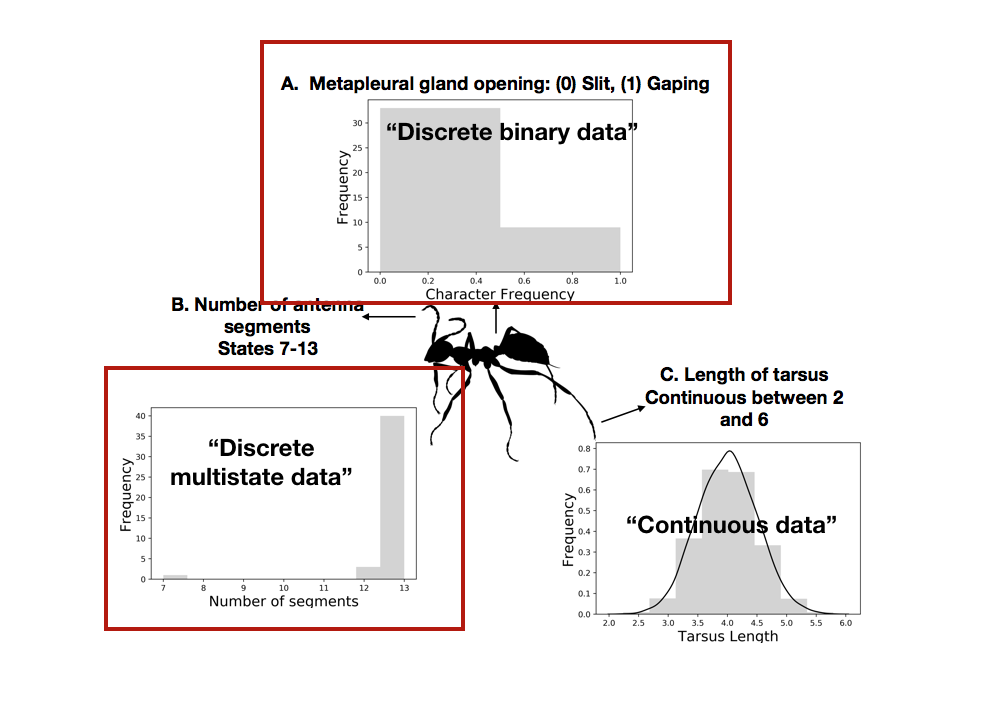 A.  Metapleural gland opening: (0) Slit, (1) Gaping
“Discrete binary data”
Frequency
30
25
20
15
10
5
0
0.0 0.2 0.4 0.6 0.8 1.0
Character Frequency
B. Number of antenna
segments
States 7-13
“Discrete
multistate data”
Frequency
40
35
30
25
20
15
10
5
0
7 8 9 10 11 12 13
Number of segments
C. Length of tarsus
Continuous between 2
and 6
“Continuous data”
Frequency
0.8
0.7
0.6
0.5
0.4
0.3
0.2
0.1
0.0
2.0 2.5 3.0 3.5 4.0 4.5 5.0 5.5 6.0
Tarsus Length